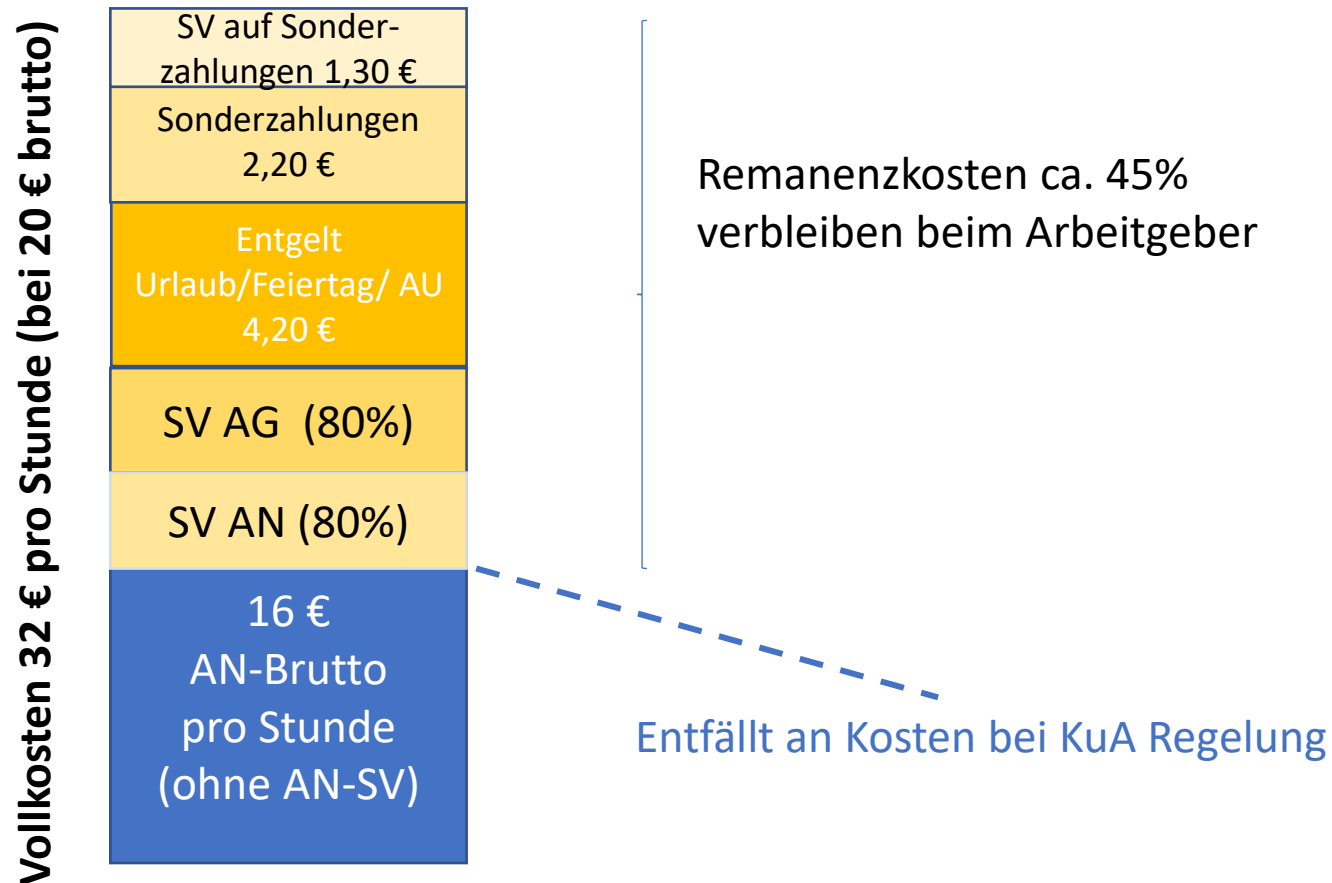 Vollkosten 32 € pro Stunde (bei 20 € brutto)
SV auf Sonder-
zahlungen 1,30 €
Sonderzahlungen
2,20 €
Entgelt
Urlaub/Feiertag/ AU
4,20 €
SV AG (80%)
SV AN (80%)
16 €
AN-Brutto
pro Stunde
(ohne AN-SV)
Remanenzkosten ca. 45%
verbleiben beim Arbeitgeber
Entfällt an Kosten bei KuA Regelung